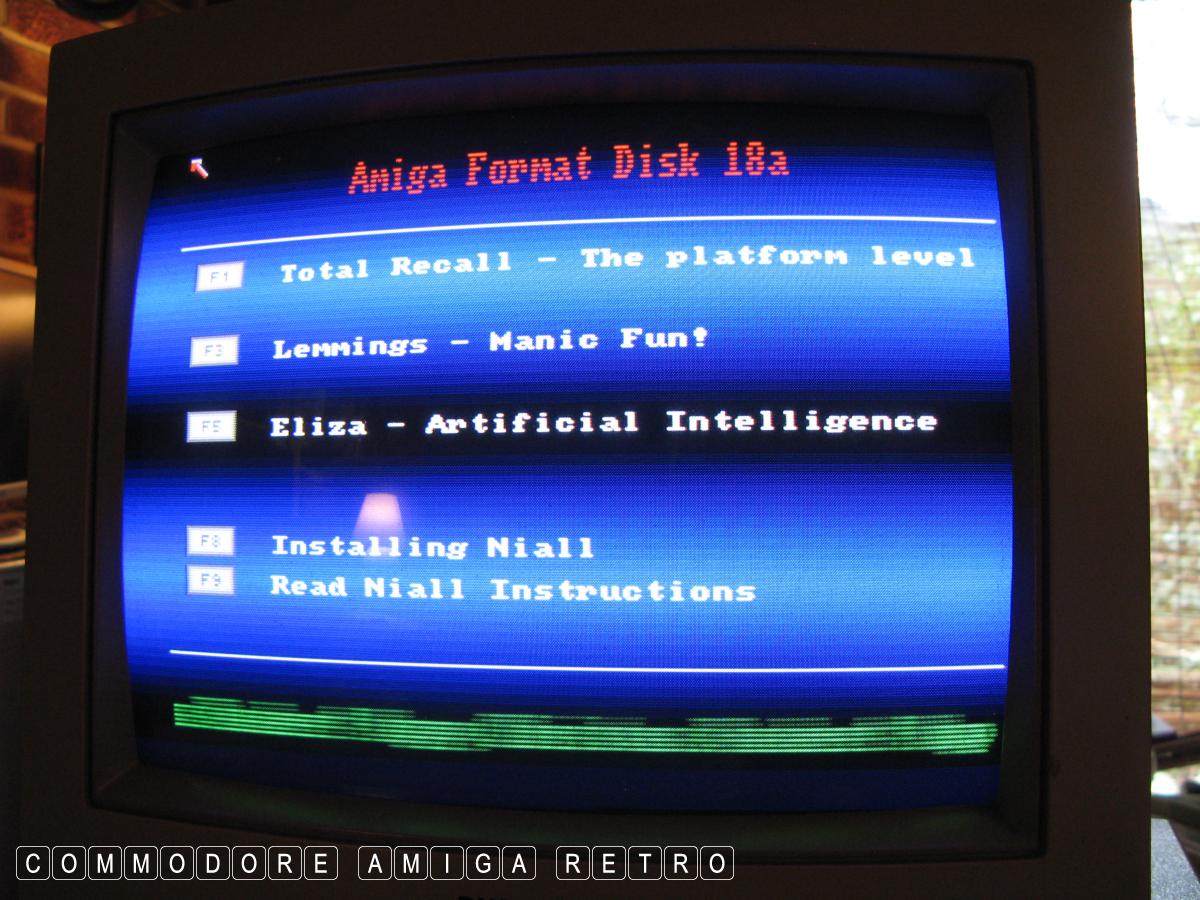 Amiga Format Disk 18a
F1 Total Recall - The platform level
F3 Lemmings - Manic Fun!
F5 Eliza - Artificial Intelligence
F8 Installing Niall
F9 Read Niall Instructions
COMMODORE AMIGA RETRO